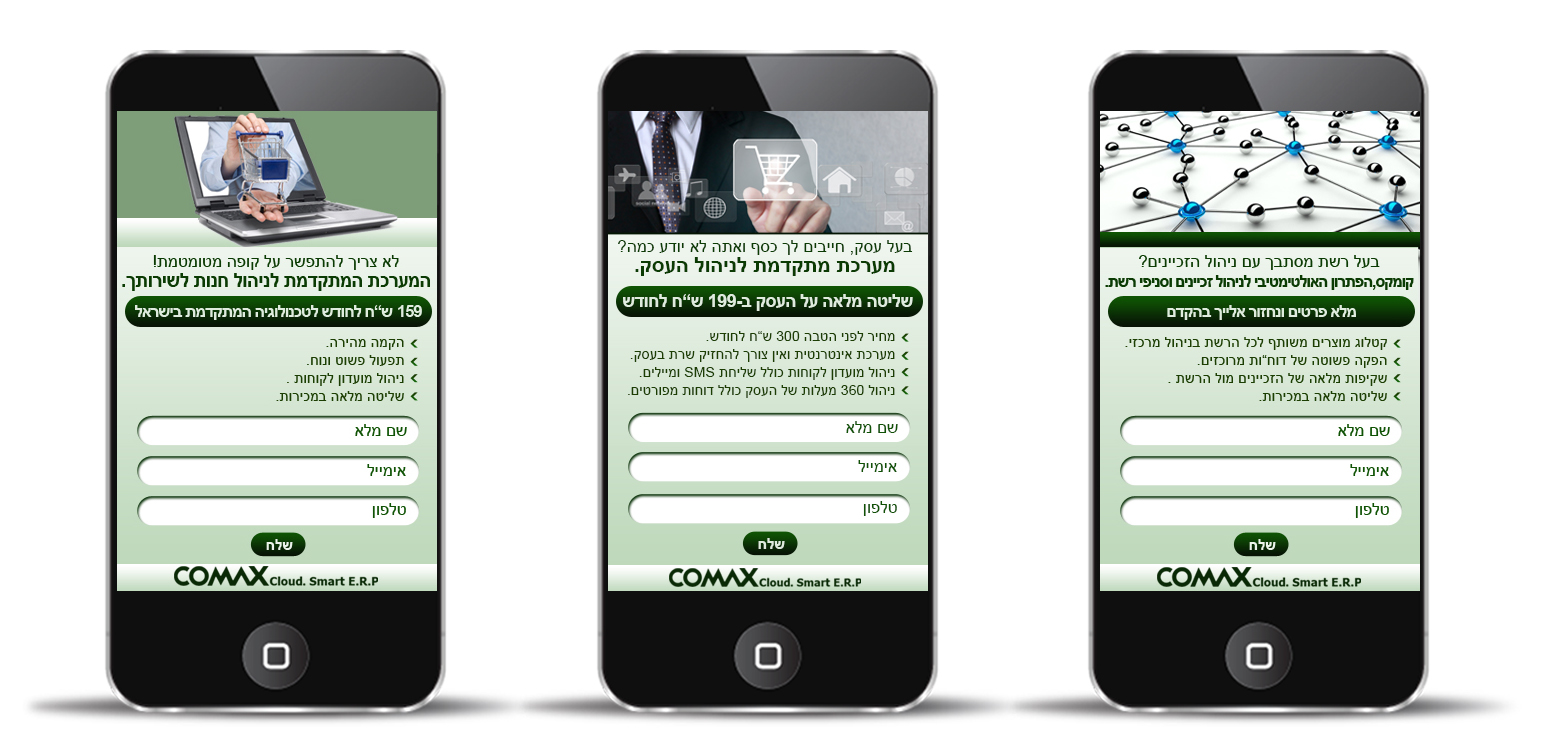 לא צריך להתפשר על קופה מטומטמת!
המערכת המתקדמת לניהול חנות לשירותך.
159 ש"ח לחודש לטכנולוגיה המתקדמת בישראל
הקמה מהירה.
תפעול פשוט ונוח.
ניהול מועדון לקוחות .
שליטה מלאה במכירות.
שם מלא
אימייל
טלפון
שלח
COMAX Cloud. Smart E.R.P
בעל עסק, חייבים לך כסף ואתה לא יודע כמה?
מערכת מתקדמת לניהול העסק.
שליטה מלאה על העסק ב-199 ש"ח לחודש
מחיר לפני הטבה 300 ש"ח לחודש.
מערכת אינטרנטית ואין צורך להחזיק שרת בעסק.
ניהול מועדון לקוחות כולל שליחת SMS ומיילים.
ניהול 360 מעלות של העסק כולל דוחות מפורטים.
שם מלא
אימייל
טלפון
שלח
COMAX Cloud. Smart E.R.P
בעל רשת מסתבך עם ניהול הזכיינים?
קומקס,הפתרון האולטימטיבי לניהול זכיינים וסניפי רשת.
מלא פרטים ונחזור אלייך בהקדם
קטלוג מוצרים משותף לכל הרשת בניהול מרכזי.
הפקה פשוטה של דוח"ות מרוכזים.
שקיפות מלאה של הזכיינים מול הרשת .
שליטה מלאה במכירות.
שם מלא
אימייל
טלפון
שלח
COMAX Cloud. Smart E.R.P